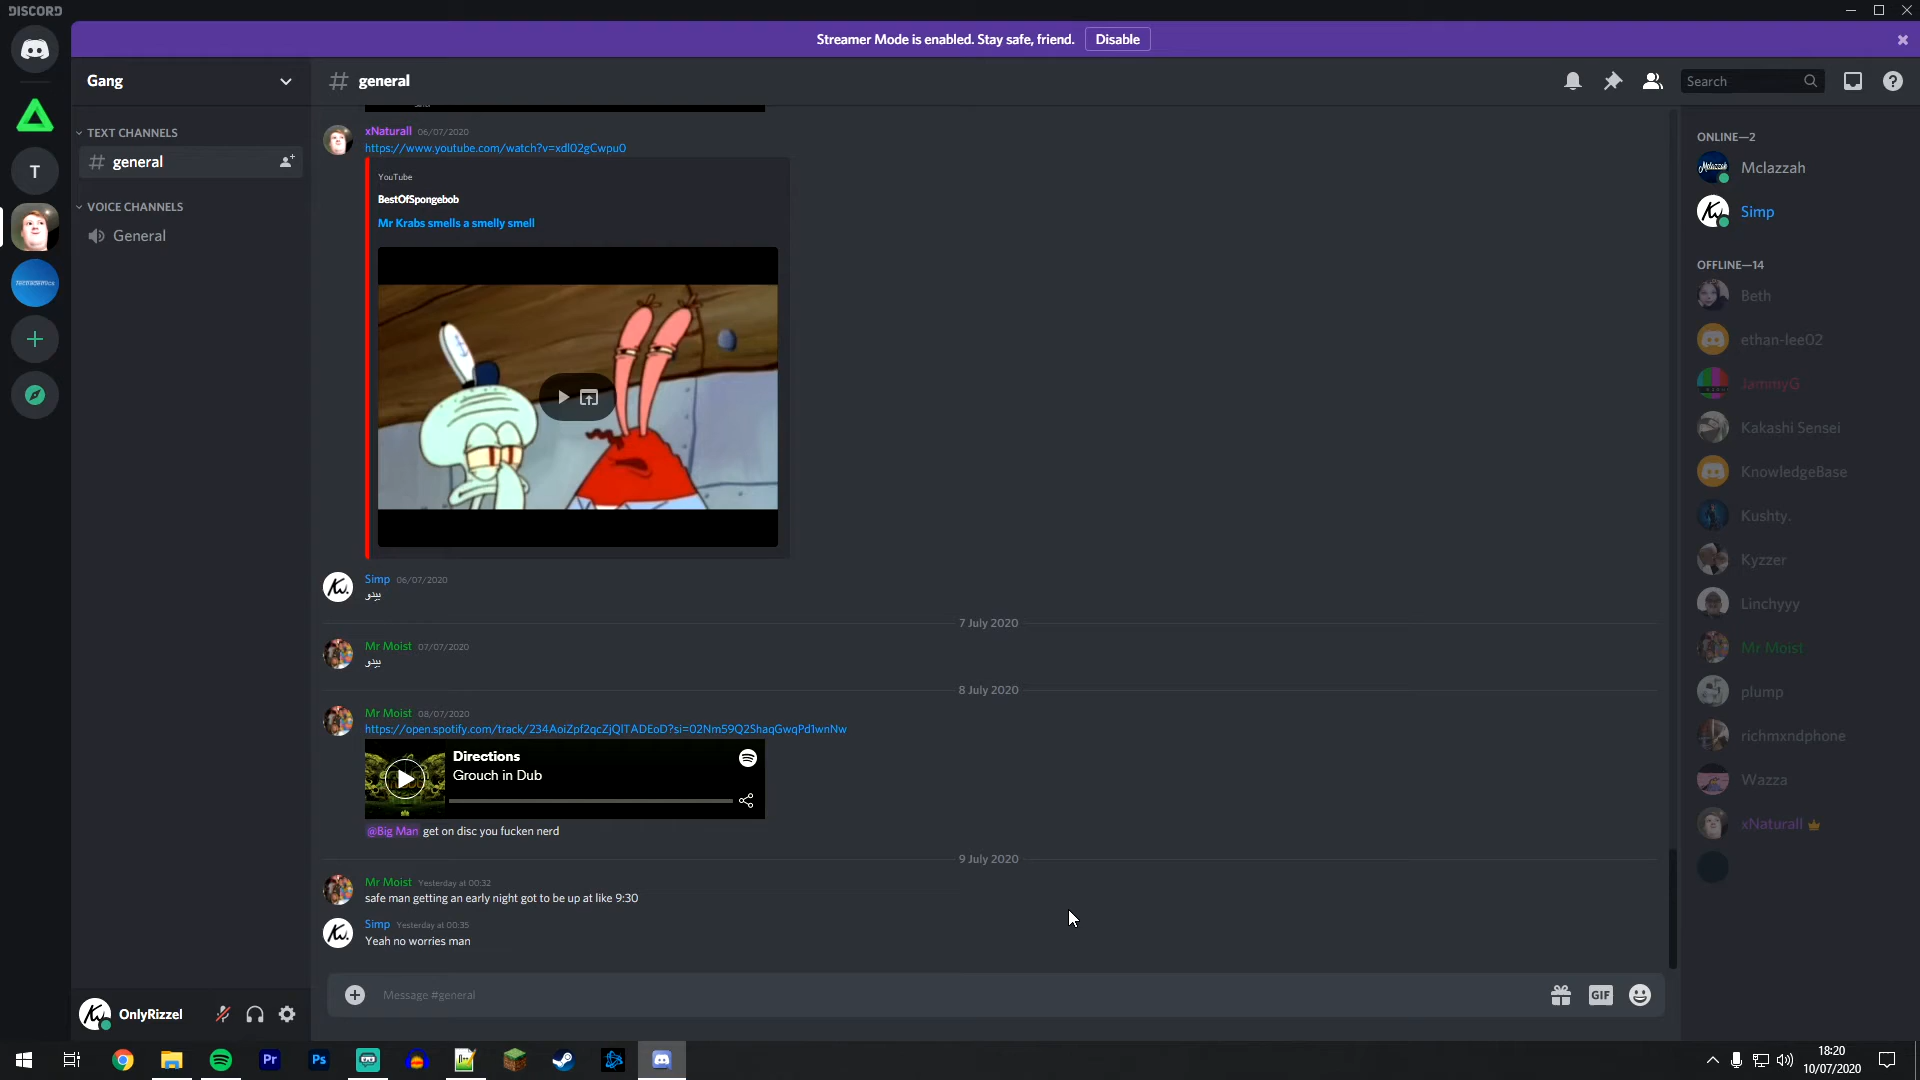 DISCORD
Streamer Mode is enabled. Stay safe, friend.
Disable
Gang
general
Search
TEXT CHANNELS
general
VOICE CHANNELS
General
T
xNaturall 06/07/2020
https://www.youtube.com/watch?v=xdl02gCwpu0
YouTube
BestOfSpongebob
Mr Krabs smells a smelly smell
Simp 06/07/2020
بيدو
7 July 2020
Mr Moist 07/07/2020
بيدو
8 July 2020
Mr Moist 08/07/2020
https://open.spotify.com/track/234AoiZpf2qcZjQlTADEoD?si=02Nm59Q2ShaqGwqPd1wnNw
Directions
Grouch in Dub
@Big Man get on disc you fucken nerd
9 July 2020
Mr Moist Yesterday at 00:32
safe man getting an early night got to be up at like 9:30
Simp Yesterday at 00:35
Yeah no worries man
Message #general
GIF
ONLINE—2
Mclazzah
Simp
OFFLINE—14
Beth
ethan-lee02
JammyG
Kakashi Sensei
KnowledgeBase
Kushty.
Kyzzer
Linchyyy
Mr Moist
plump
richmxndphone
Wazza
xNaturall
OnlyRizzel
Pr
Ps
18:20
10/07/2020